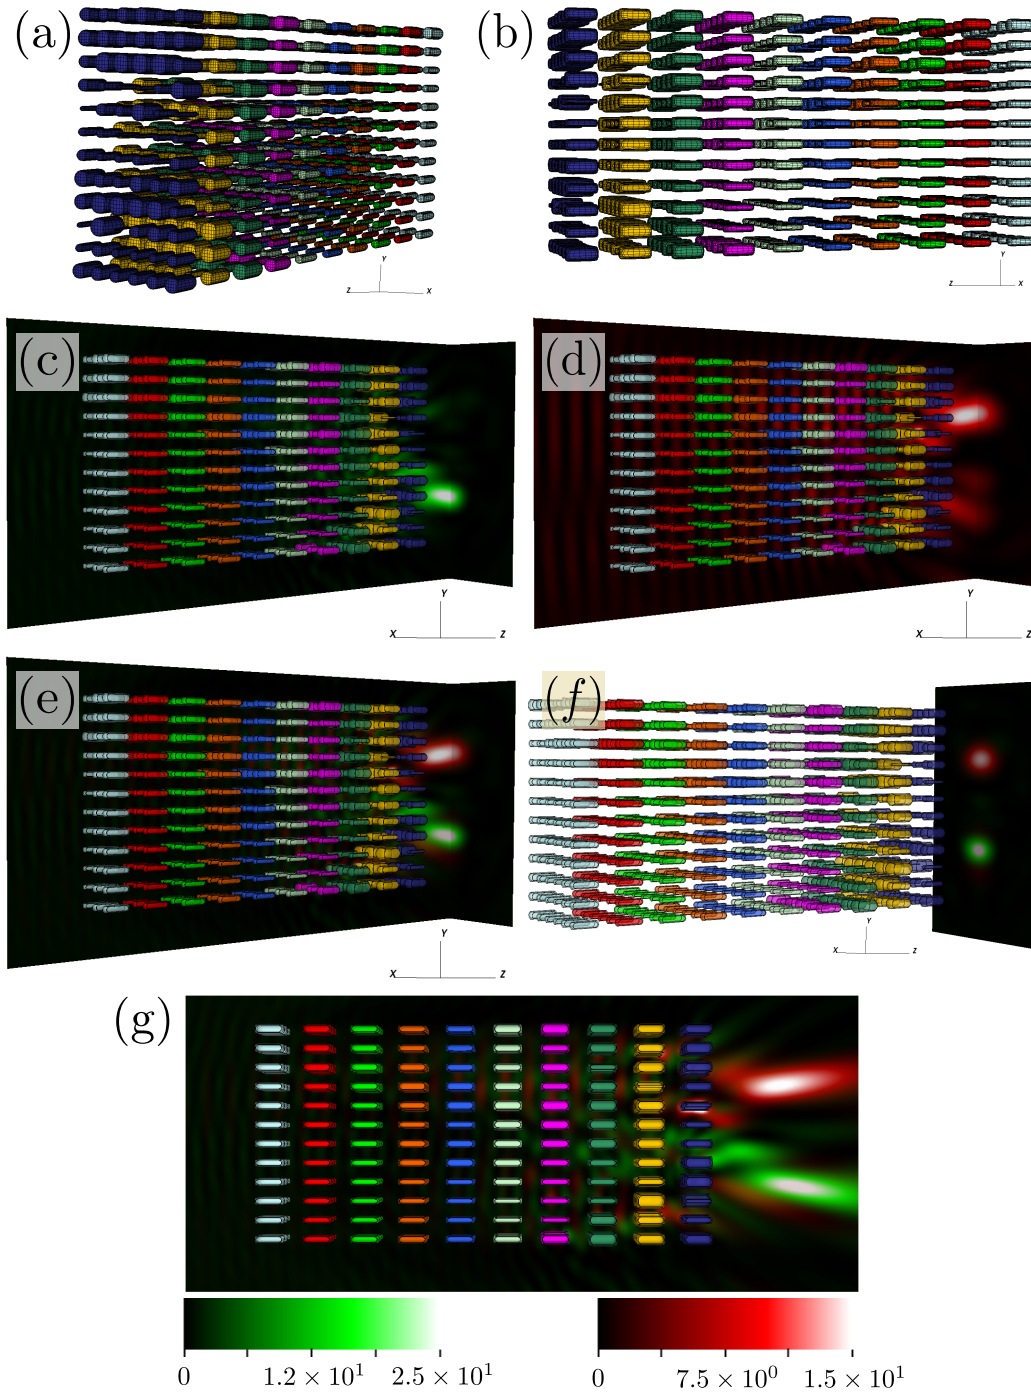 (a)
(b)
Y
Z X
Y
Z X
(c)
(d)
Y
X Z
Y
X Z
(e)
(f)
Y
X Z
Y
X Z
(g)
0 1.2 × 10¹ 2.5 × 10¹
0 7.5 × 10⁰ 1.5 × 10¹